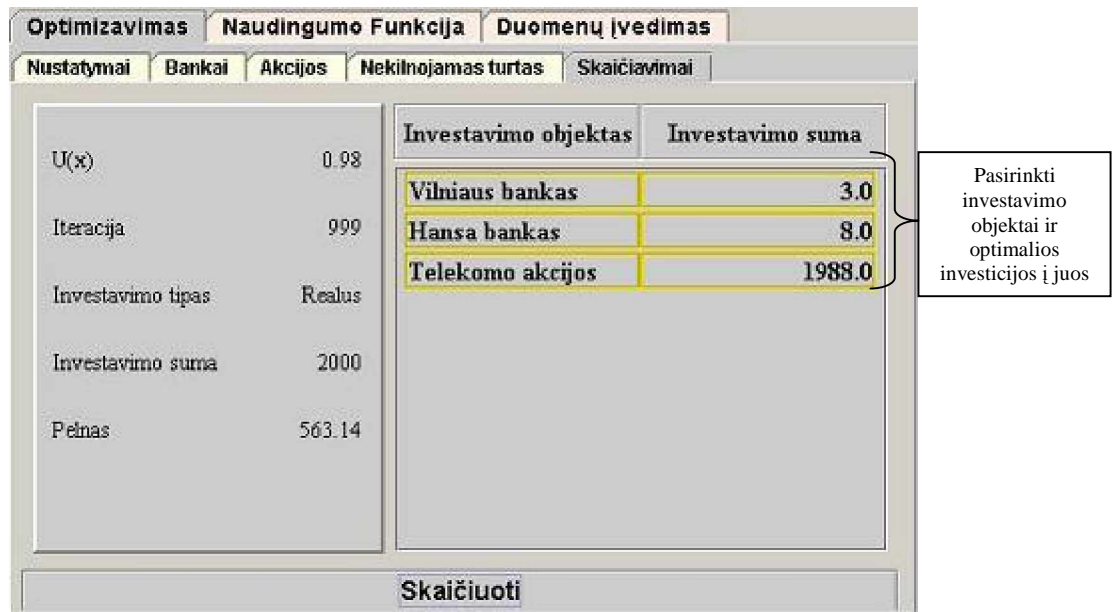 Optimizavimas Naudingumo Funkcija Duomenų įvedimas
Nustatymai Bankai Akcijos Nekilnojamas turtas Skaičiavimai
U(x) 0.98
Iteracija 999
Investavimo tipas Realus
Investavimo suma 2000
Pelnas 563.14
Investavimo objektas Investavimo suma
Vilniaus bankas 3.0
Hansa bankas 8.0
Telekomo akcijos 1988.0
Pasirinkti
investavimo
objektai ir
optimalios
investicijos į juos
Skaičiuoti